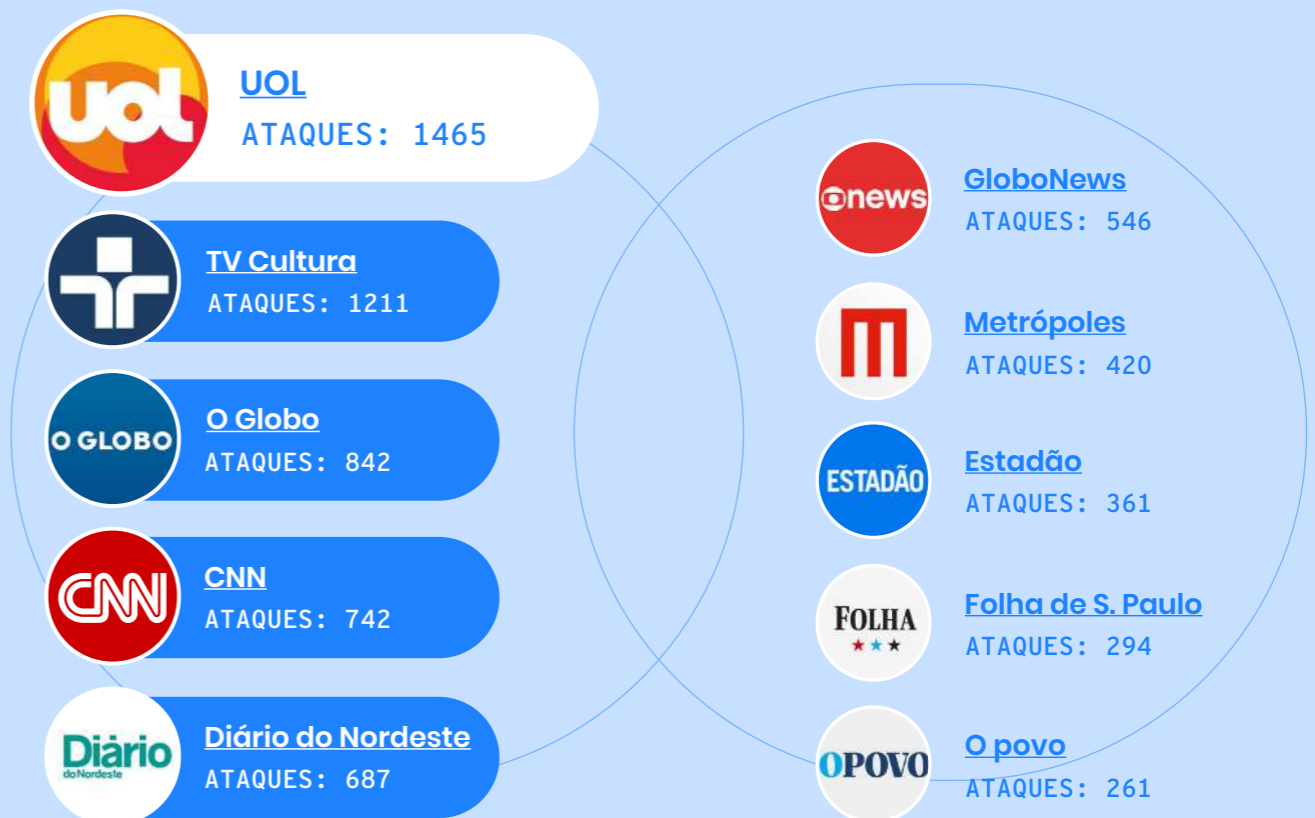 uol
UOL
ATAQUES: 1465
TV Cultura
ATAQUES: 1211
O GLOBO
O Globo
ATAQUES: 842
CNN
CNN
ATAQUES: 742
Diário
do Nordeste
Diário do Nordeste
ATAQUES: 687
news
GloboNews
ATAQUES: 546
Metrópoles
ATAQUES: 420
ESTADÃO
Estadão
ATAQUES: 361
FOLHA
Folha de S. Paulo
ATAQUES: 294
OPOVO
O povo
ATAQUES: 261